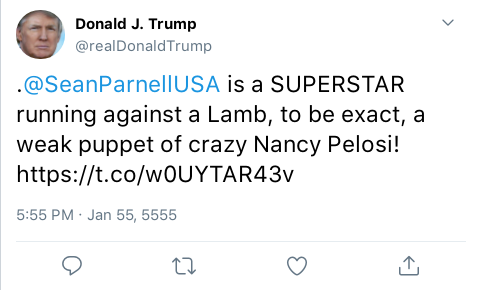 Donald J. Trump
@realDonaldTrump
.@SeanParnellUSA is a SUPERSTAR
running against a Lamb, to be exact, a
weak puppet of crazy Nancy Pelosi!
https://t.co/w0UYTAR43v
5:55 PM · Jan 55, 5555